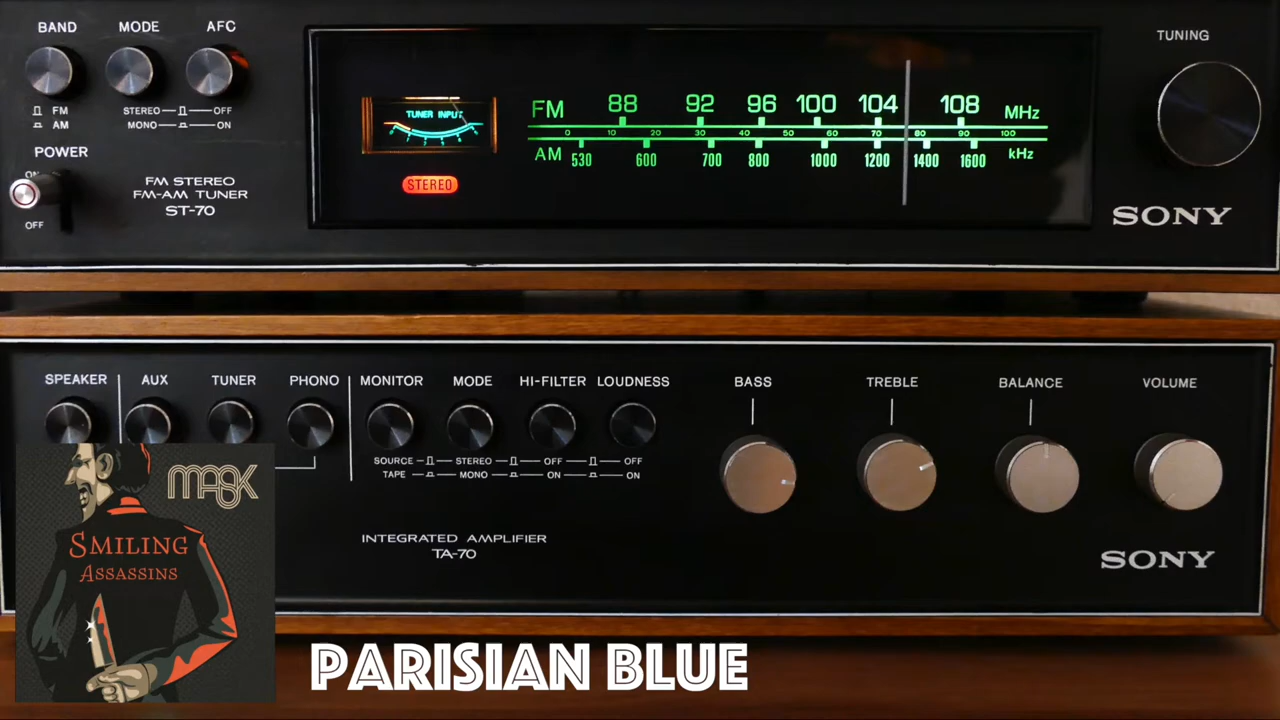 BAND MODE AFC
FM STEREO OFF
AM MONO ON
POWER
ON
OFF
FM STEREO
FM-AM TUNER
ST-70
TUNER INPUT
STEREO
FM 88 92 96 100 104 108 MHz
0 10 20 30 40 50 60 70 80 90 100
AM 530 600 700 800 1000 1200 1400 1600 kHz
TUNING
SONY
SPEAKER AUX TUNER PHONO MONITOR MODE HI-FILTER LOUDNESS BASS TREBLE BALANCE VOLUME
SOURCE STEREO OFF OFF
TAPE MONO ON ON
INTEGRATED AMPLIFIER
TA-70
SONY
MASK
SMILING
ASSASSINS
PARISIAN BLUE